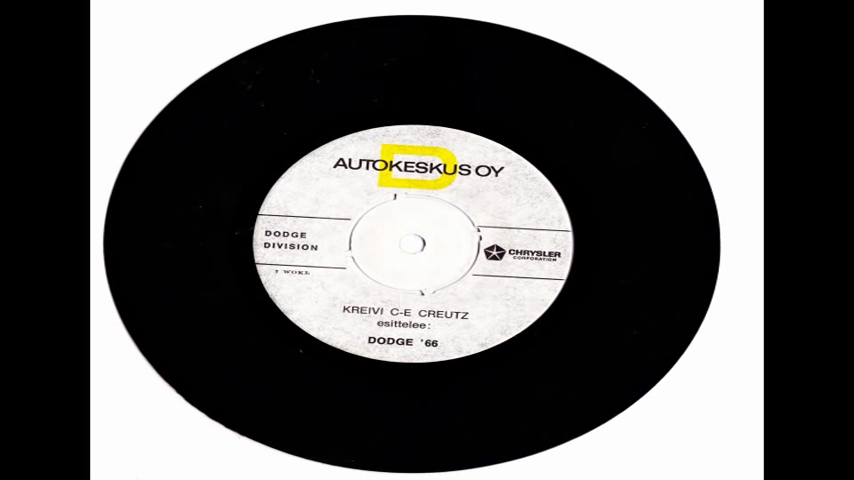 D
AUTOKESKUS OY
DODGE
DIVISION
CHRYSLER
CORPORATION
KREIVI C-E CREUTZ
esittelee:
DODGE '66